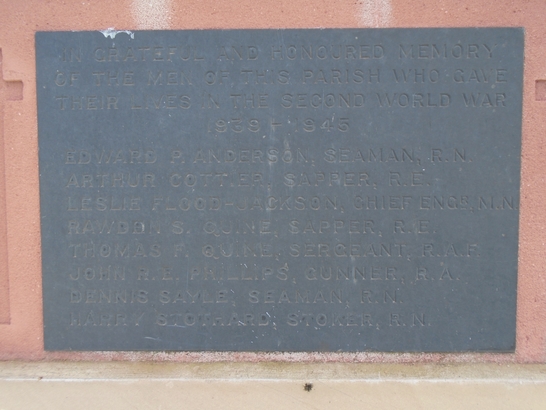 IN GRATEFUL AND HONOURED MEMORY
OF THE MEN OF THIS PARISH WHO GAVE
THEIR LIVES IN THE SECOND WORLD WAR
1939 - 1945
EDWARD P. ANDERSON, SEAMAN, R.N.
ARTHUR COTTIER, SAPPER, R.E.
LESLIE FLOOD-JACKSON, CHIEF ENGR, M.N.
RAWDON S. QUINE, SAPPER, R.E.
THOMAS F. QUINE, SERGEANT, R.A.F.
JOHN R.E. PHILLIPS, GUNNER, R.A.
DENNIS SAYLE, SEAMAN, R.N.
HARRY STOTHARD, STOKER, R.N.